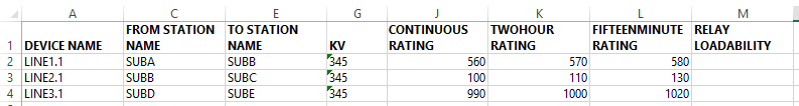 A C E G J K L M
1 DEVICE NAME FROM STATION NAME TO STATION NAME KV CONTINUOUS RATING TWOHOUR RATING FIFTEENMINUTE RATING RELAY LOADABILITY
2 LINE1.1 SUBA SUBB 345 560 570 580
3 LINE2.1 SUBB SUBC 345 100 110 130
4 LINE3.1 SUBD SUBE 345 990 1000 1020